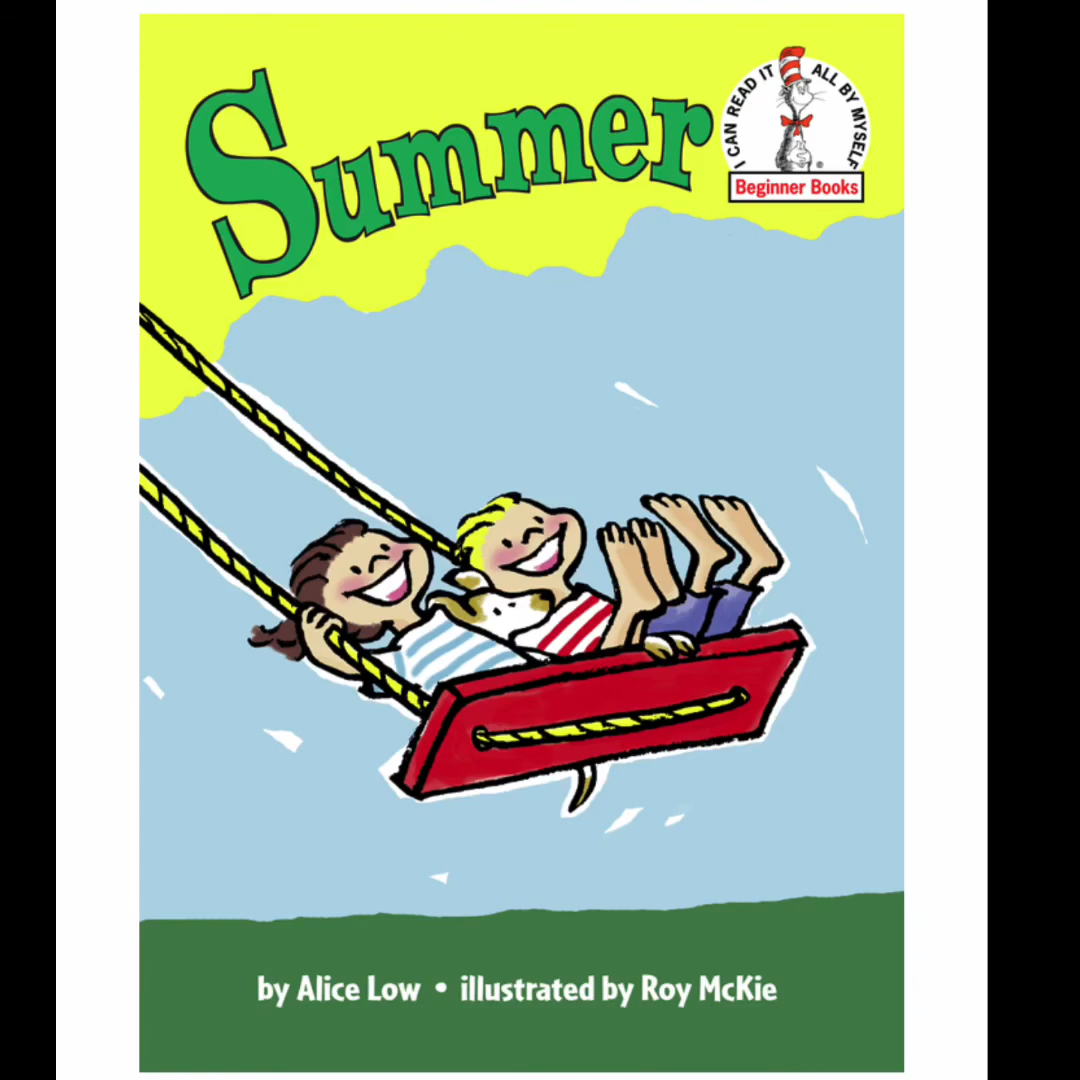 Summer
I CAN READ IT ALL BY MYSELF
®
Beginner Books
by Alice Low • illustrated by Roy McKie